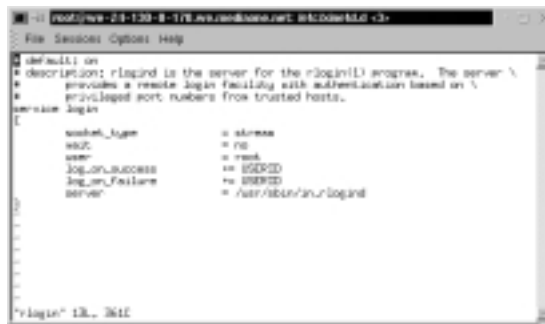 File Sessions Options Help
# default: on
# description: rlogind is the server for the rlogin(1) program. The server \
# provides a remote login facility with authentication based on \
# privileged port numbers from trusted hosts.
service login
{
socket_type = stream
wait = no
user = root
log_on_success += USERID
log_on_failure += USERID
server = /usr/sbin/in.rlogind
}
~
~
~
~
~
~
~
"rlogin" 13L, 361C